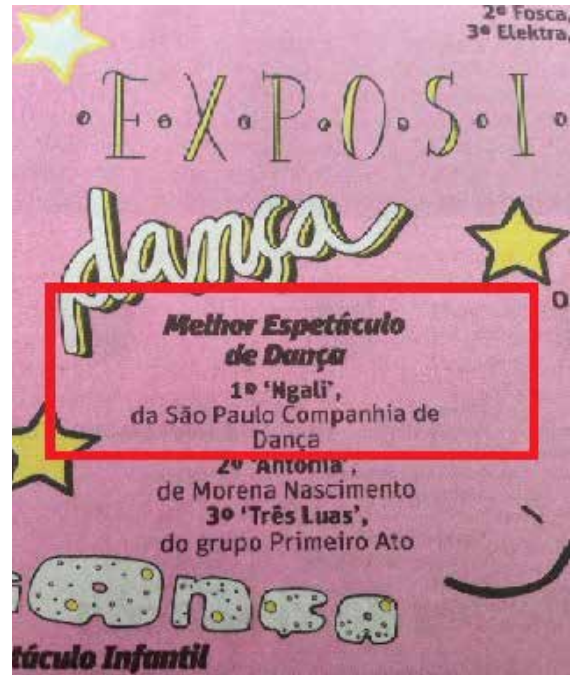 2º Fosca,
3º Elektra,
E X P O S I
dança
Melhor Espetáculo
de Dança
1º 'Ngali',
da São Paulo Companhia de
Dança
2º 'Antonia',
de Morena Nascimento
3º 'Três Luas',
do grupo Primeiro Ato
ança
táculo Infantil